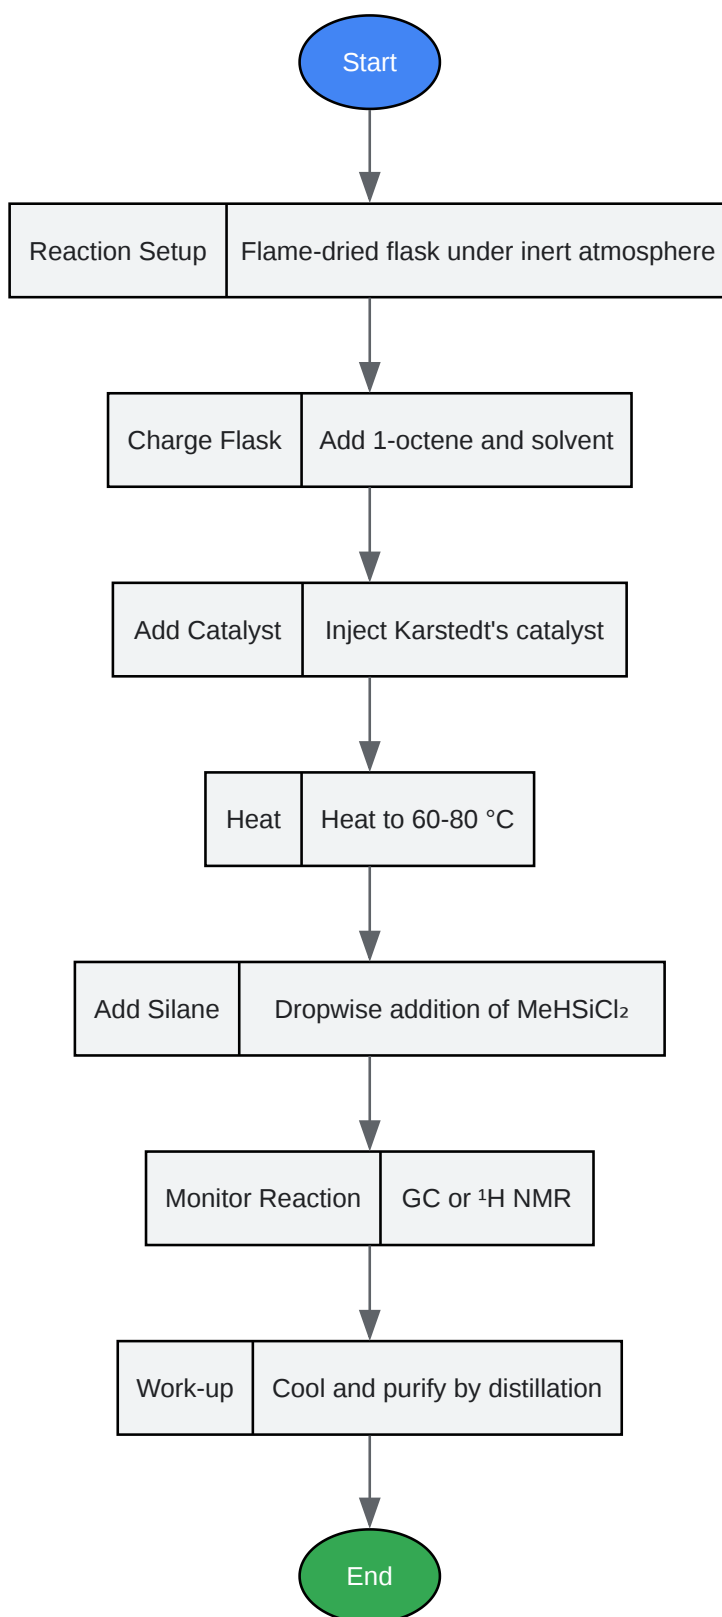 Start
Reaction Setup
Flame-dried flask under inert atmosphere
Charge Flask
Add 1-octene and solvent
Add Catalyst
Inject Karstedt's catalyst
Heat
Heat to 60-80 °C
Add Silane
Dropwise addition of MeHSiCl₂
Monitor Reaction
GC or ¹H NMR
Work-up
Cool and purify by distillation
End